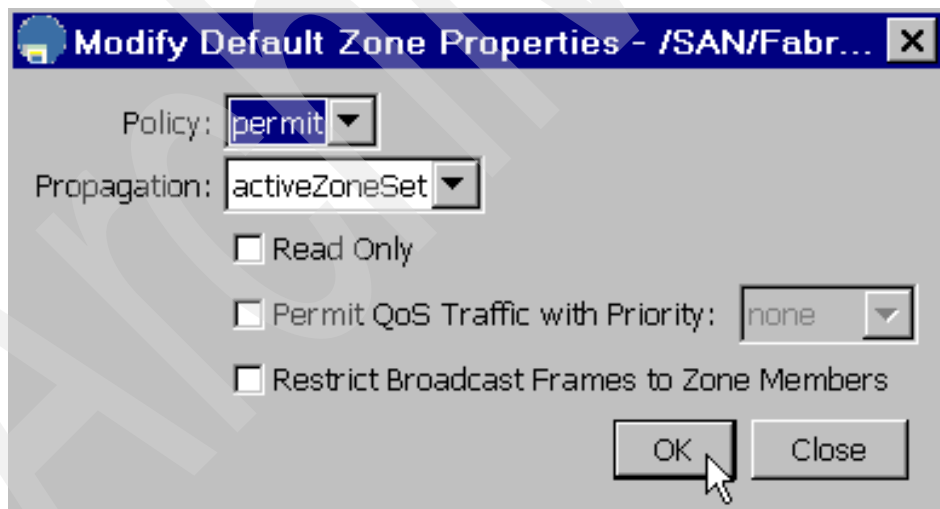 Modify Default Zone Properties - /SAN/Fabr...
Policy: permit
Propagation: activeZoneSet
Read Only
Permit QoS Traffic with Priority: none
Restrict Broadcast Frames to Zone Members
OK Close